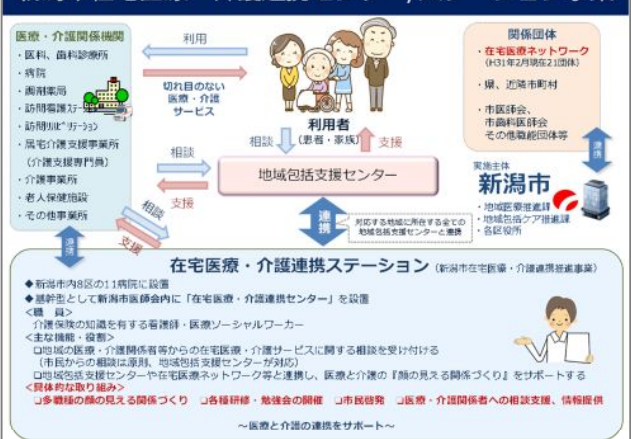 医療・介護関係機関
・医科、歯科診療所
・病院
・調剤薬局
・訪問看護ステーション
・訪問リハビリテーション
・居宅介護支援事業所
（介護支援専門員）
・介護事業所
・老人保健施設
・その他事業所
利用
切れ目のない
医療・介護
サービス
利用者
（患者・家族）
相談
支援
関係団体
・在宅医療ネットワーク
（H31年2月現在21団体）
・県、近隣市町村
・市医師会、
市歯科医師会
その他職能団体等
連携
相談
支援
地域包括支援センター
実施主体
新潟市
・地域医療推進課
・地域包括ケア推進課
・各区役所
相談
支援
連携
連携
対応する地域に所在する全ての
地域包括支援センターと連携
在宅医療・介護連携ステーション（新潟市在宅医療・介護連携推進事業）
◆新潟市内8区の11病院に設置
◆基幹型として新潟市医師会内に「在宅医療・介護連携センター」を設置
＜職　員＞
介護保険の知識を有する看護師・医療ソーシャルワーカー
＜主な機能・役割＞
□地域の医療・介護関係者等からの在宅医療・介護サービスに関する相談を受け付ける
（市民からの相談は原則、地域包括支援センターが対応）
□地域包括支援センターや在宅医療ネットワーク等と連携し、医療と介護の『顔の見える関係づくり』をサポートする
＜具体的な取り組み＞
□多職種の顔の見える関係づくり　□各種研修・勉強会の開催　□市民啓発　□医療・介護関係者への相談支援、情報提供
～医療と介護の連携をサポート～